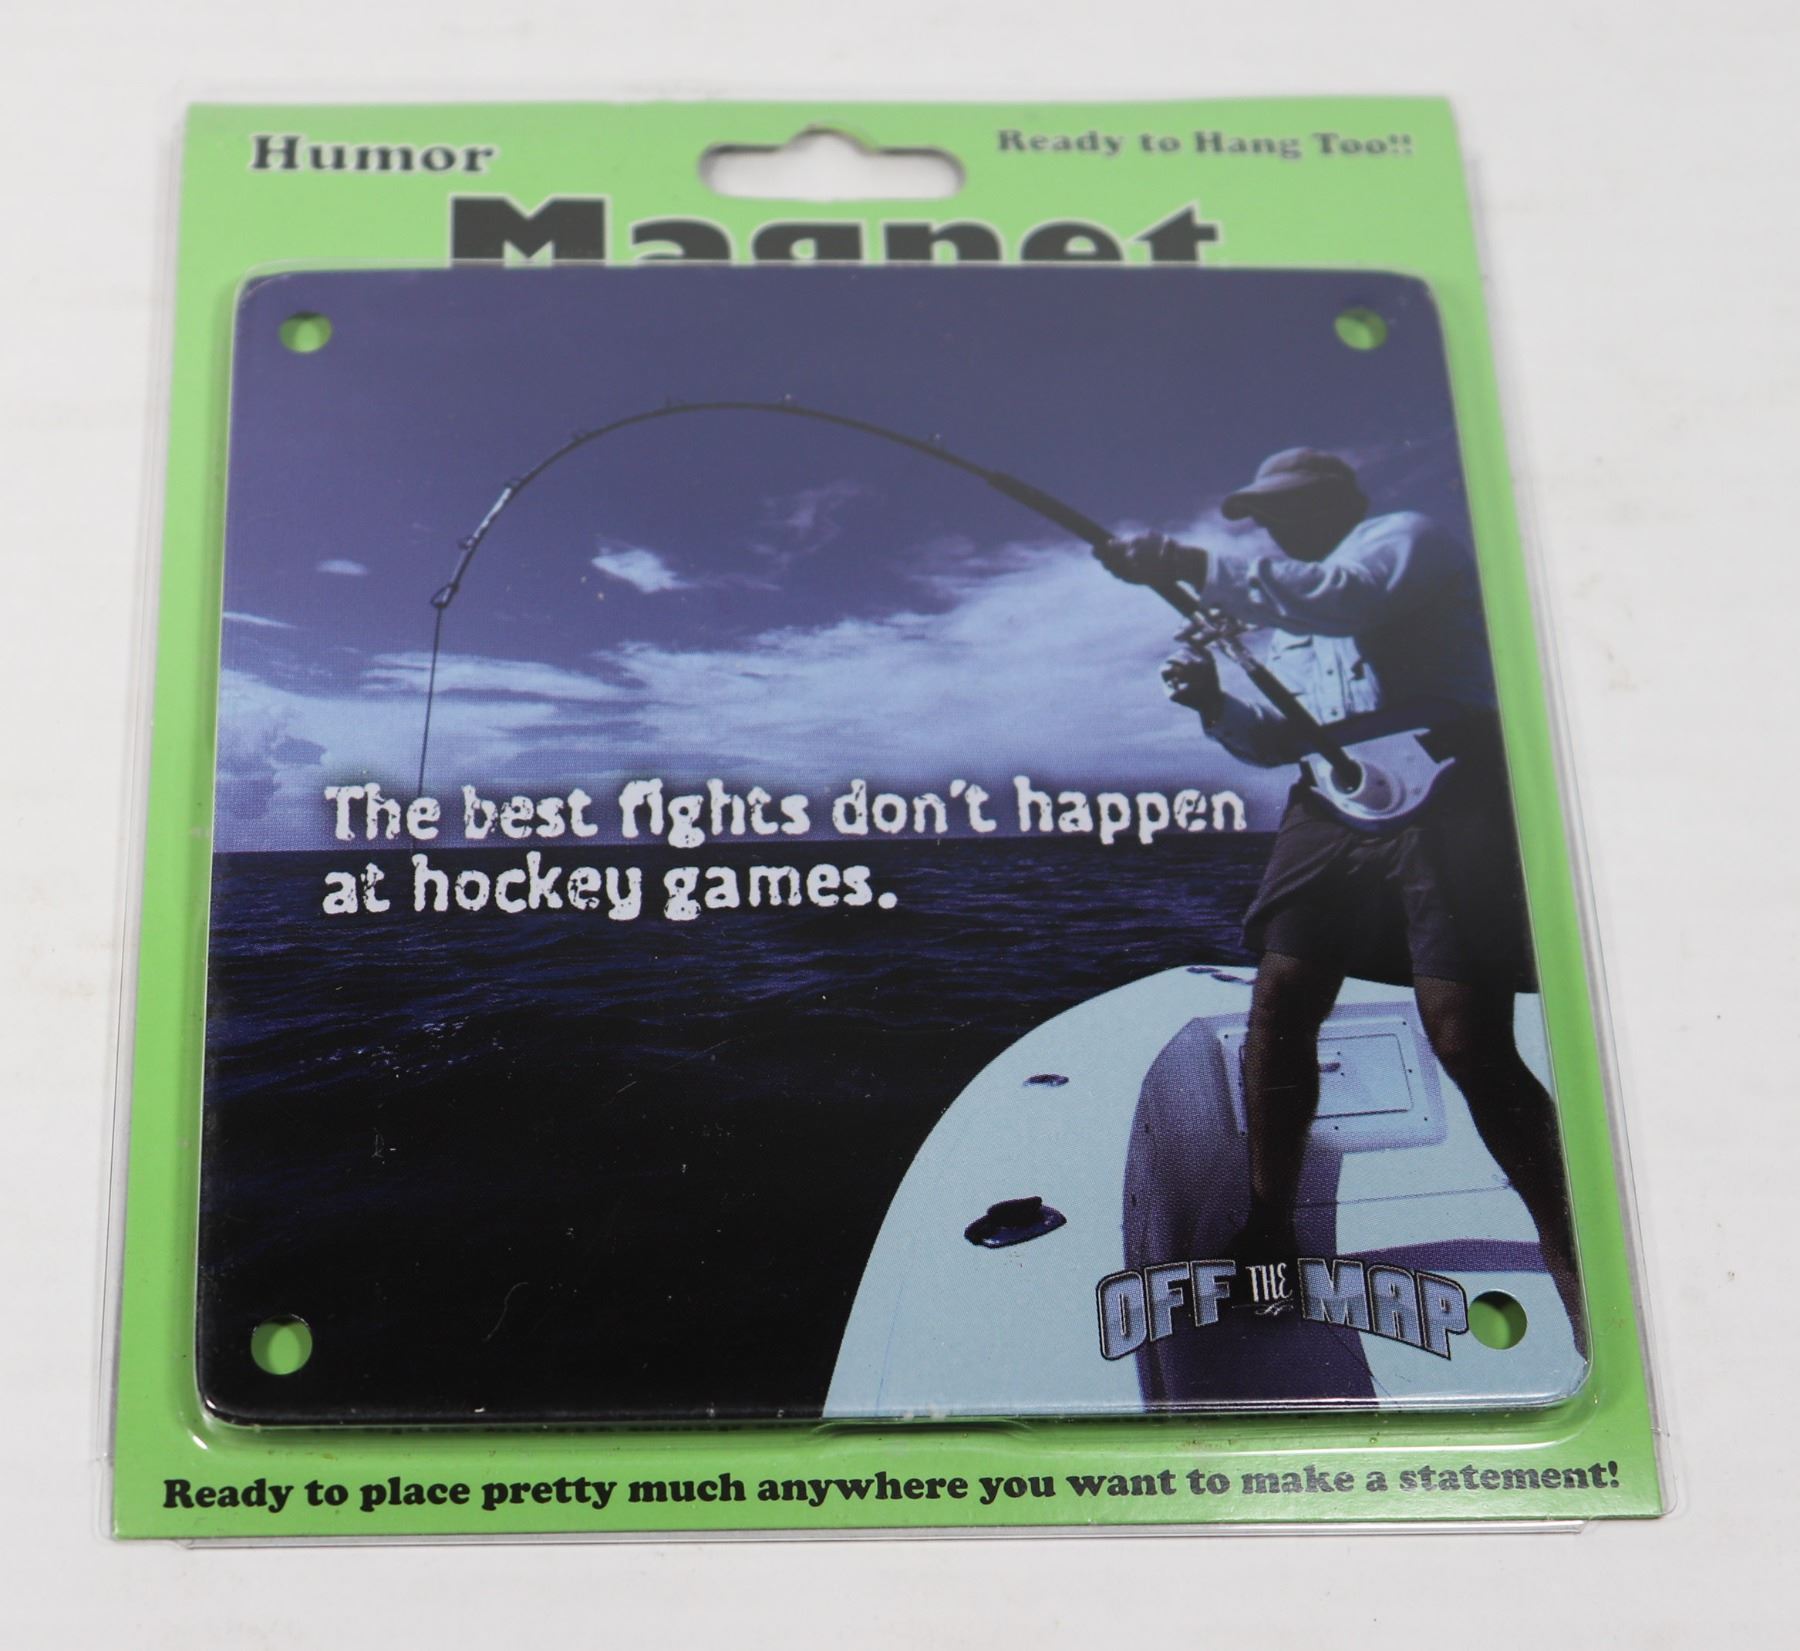 Humor
Ready to Hang Too!!
Magnet
The best fights don't happen
at hockey games.
OFF THE MAP
Ready to place pretty much anywhere you want to make a statement!